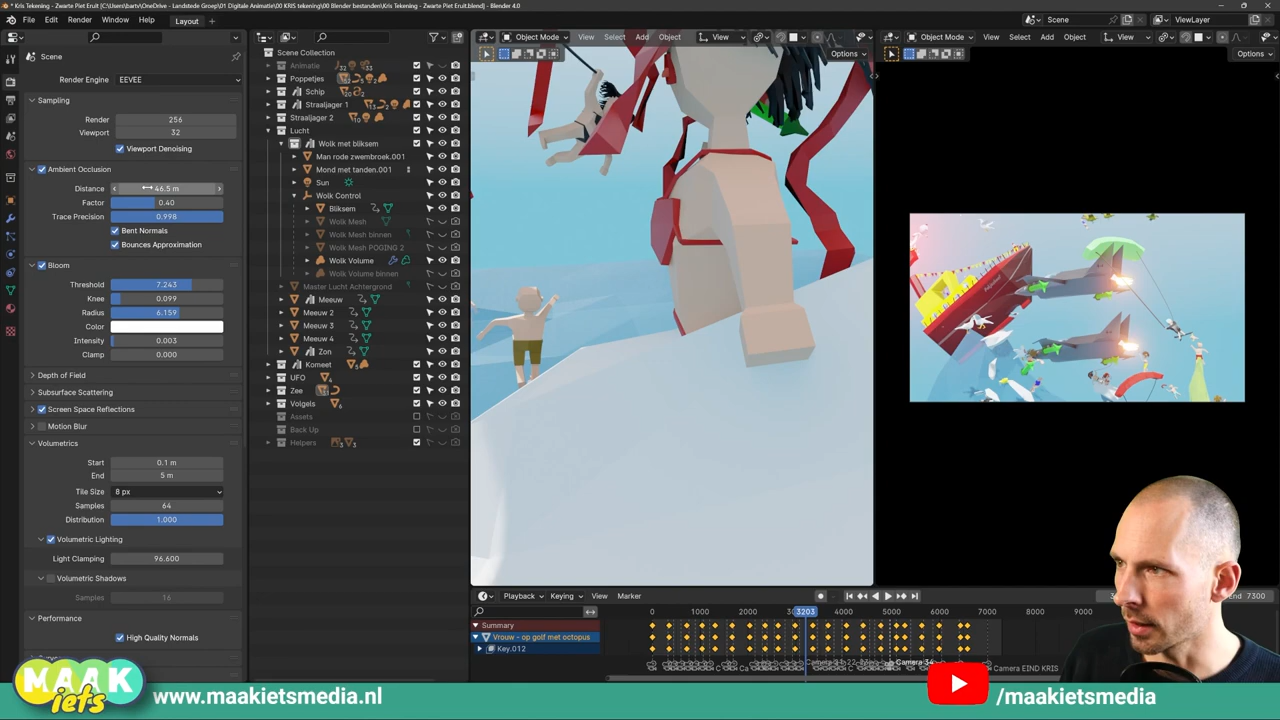 * Kris Tekening - Zwarte Piet Eruit [C:\Users\bartv\OneDrive - Landstede Groep\01 Digitale Animatie\00 KRIS tekening\00 Blender bestanden\Kris Tekening - Zwarte Piet Eruit.blend] - Blender 4.0
File Edit Render Window Help Layout Scene ViewLayer
Object Mode View Select Add Object View Object Mode View Select Add Object View
Options Options
Scene
Render Engine EEVEE
Sampling
Render 256
Viewport 32
Viewport Denoising
Ambient Occlusion
Distance 46.5 m
Factor 0.40
Trace Precision 0.998
Bent Normals
Bounces Approximation
Bloom
Threshold 7.243
Knee 0.099
Radius 6.159
Color
Intensity 0.003
Clamp 0.000
Depth of Field
Subsurface Scattering
Screen Space Reflections
Motion Blur
Volumetrics
Start 0.1 m
End 5 m
Tile Size 8 px
Samples 64
Distribution 1.000
Volumetric Lighting
Light Clamping 96.600
Volumetric Shadows
Samples 16
Performance
High Quality Normals
Scene Collection
Animatie
Poppetjes
Schip
Straaljager 1
Straaljager 2
Lucht
Wolk met bliksem
Man rode zwembroek.001
Mond met tanden.001
Sun
Wolk Control
Bliksem
Wolk Mesh
Wolk Mesh binnen
Wolk Mesh POGING 2
Wolk Volume
Wolk Volume binnen
Master Lucht Achtergrond
Meeuw
Meeuw 2
Meeuw 3
Meeuw 4
Zon
Komeet
UFO
Zee
Volgels
Assets
Back Up
Helpers
Playback Keying View Marker
End 7300
0 1000 2000 3203 4000 5000 6000 7000 8000 9000
Summary
Vrouw - op golf met octopus
Key.012
Camera 34
Camera EIND KRIS
MAAK
iets
www.maakietsmedia.nl
/maakietsmedia